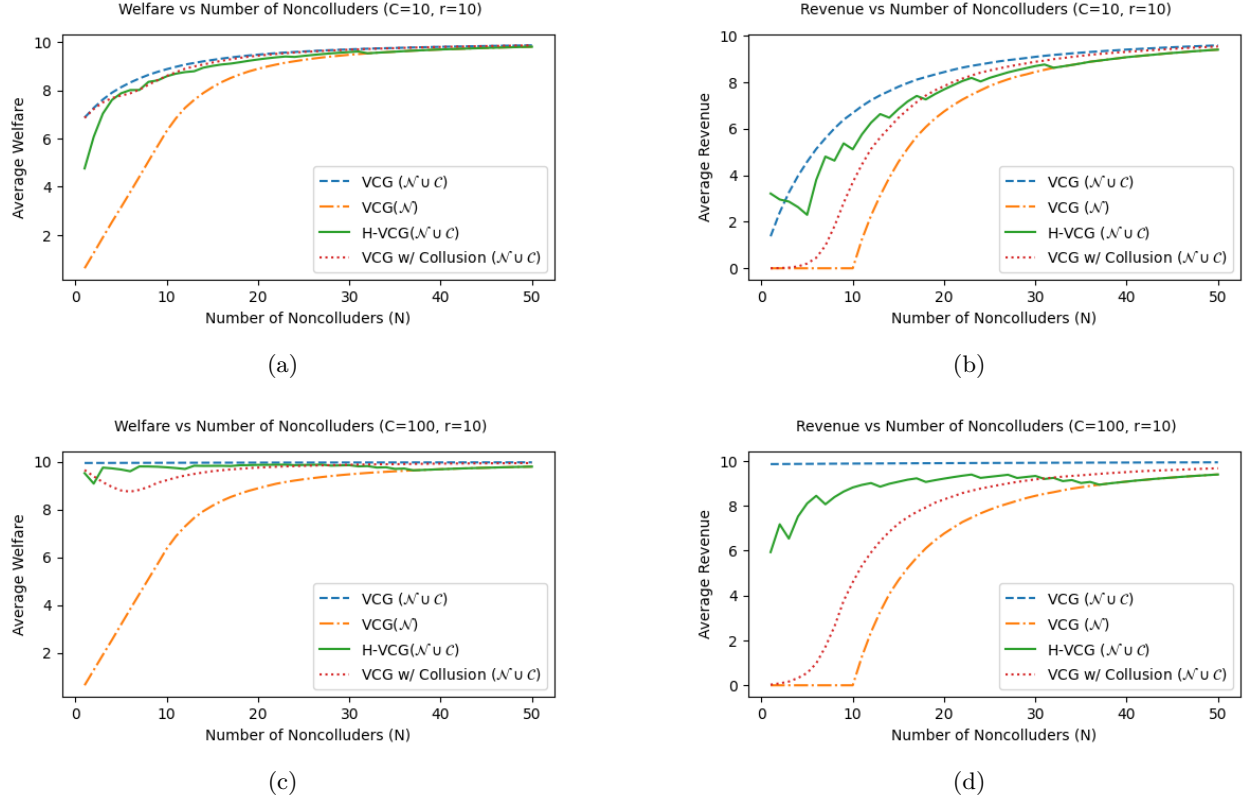 Welfare vs Number of Noncolluders (C=10, r=10)
Average Welfare
10
8
6
4
2
VCG (𝒩 ∪ 𝒞)
VCG(𝒩)
H-VCG(𝒩 ∪ 𝒞)
VCG w/ Collusion (𝒩 ∪ 𝒞)
0 10 20 30 40 50
Number of Noncolluders (N)
(a)
Revenue vs Number of Noncolluders (C=10, r=10)
Average Revenue
10
8
6
4
2
0
VCG (𝒩 ∪ 𝒞)
VCG (𝒩)
H-VCG (𝒩 ∪ 𝒞)
VCG w/ Collusion (𝒩 ∪ 𝒞)
0 10 20 30 40 50
Number of Noncolluders (N)
(b)
Welfare vs Number of Noncolluders (C=100, r=10)
Average Welfare
10
8
6
4
2
VCG (𝒩 ∪ 𝒞)
VCG(𝒩)
H-VCG(𝒩 ∪ 𝒞)
VCG w/ Collusion (𝒩 ∪ 𝒞)
0 10 20 30 40 50
Number of Noncolluders (N)
(c)
Revenue vs Number of Noncolluders (C=100, r=10)
Average Revenue
10
8
6
4
2
0
VCG (𝒩 ∪ 𝒞)
VCG (𝒩)
H-VCG (𝒩 ∪ 𝒞)
VCG w/ Collusion (𝒩 ∪ 𝒞)
0 10 20 30 40 50
Number of Noncolluders (N)
(d)